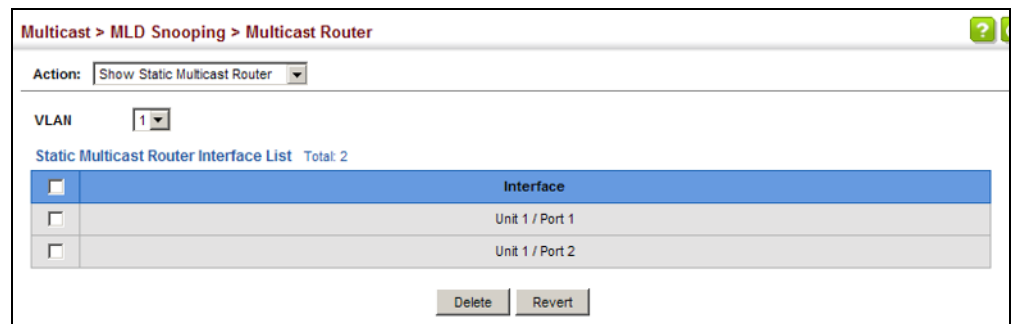 Multicast > MLD Snooping > Multicast Router
?
Action: Show Static Multicast Router
VLAN 1
Static Multicast Router Interface List Total: 2
Interface
Unit 1 / Port 1
Unit 1 / Port 2
Delete Revert